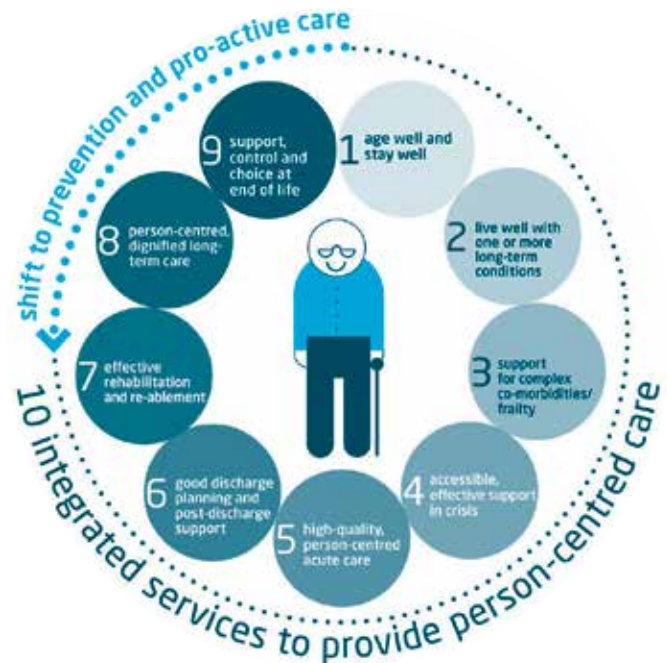 shift to prevention and pro-active care
1 age well and
stay well
2 live well with
one or more
long-term
conditions
3 support
for complex
co-morbidities/
frailty
4 accessible,
effective support
in crisis
5 high-quality,
person-centred
acute care
6 good discharge
planning and
post-discharge
support
7 effective
rehabilitation
and re-ablement
8 person-centred,
dignified long-
term care
9 support,
control and
choice at
end of life
10 integrated services to provide person-centred care